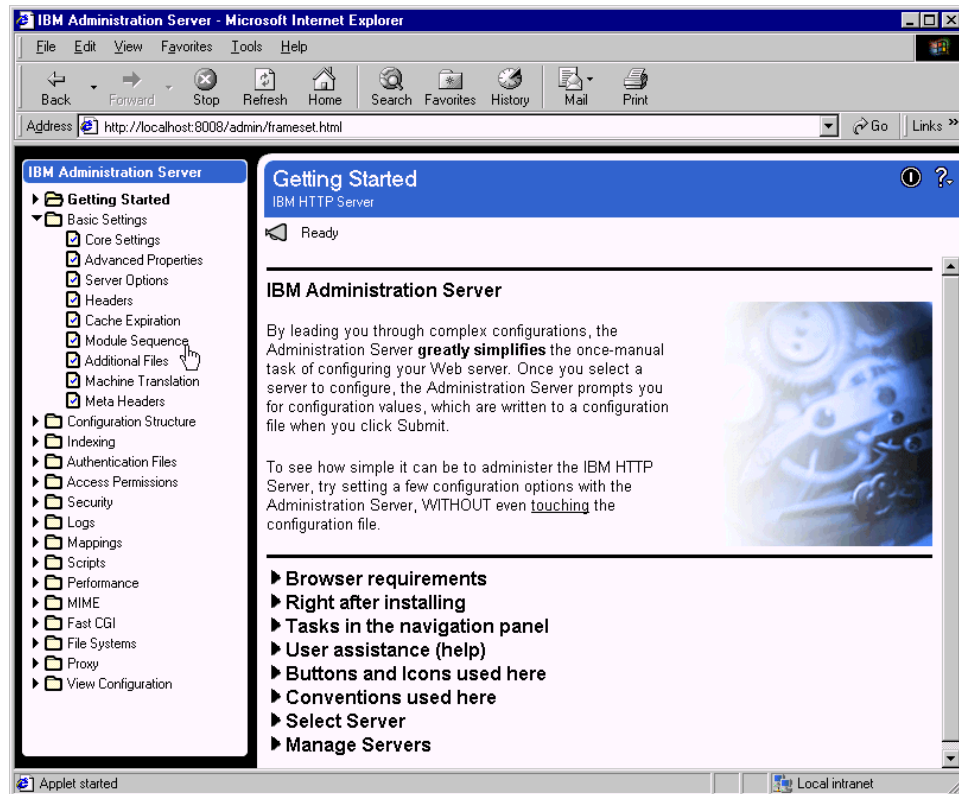 IBM Administration Server - Microsoft Internet Explorer
File Edit View Favorites Tools Help
Back Forward Stop Refresh Home Search Favorites History Mail Print
Address http://localhost:8008/admin/frameset.html Go Links »
IBM Administration Server
Getting Started
Basic Settings
Core Settings
Advanced Properties
Server Options
Headers
Cache Expiration
Module Sequence
Additional Files
Machine Translation
Meta Headers
Configuration Structure
Indexing
Authentication Files
Access Permissions
Security
Logs
Mappings
Scripts
Performance
MIME
Fast CGI
File Systems
Proxy
View Configuration
Getting Started
IBM HTTP Server
Ready
IBM Administration Server
By leading you through complex configurations, the
Administration Server greatly simplifies the once-manual
task of configuring your Web server. Once you select a
server to configure, the Administration Server prompts you
for configuration values, which are written to a configuration
file when you click Submit.
To see how simple it can be to administer the IBM HTTP
Server, try setting a few configuration options with the
Administration Server, WITHOUT even touching the
configuration file.
Browser requirements
Right after installing
Tasks in the navigation panel
User assistance (help)
Buttons and Icons used here
Conventions used here
Select Server
Manage Servers
Applet started Local intranet